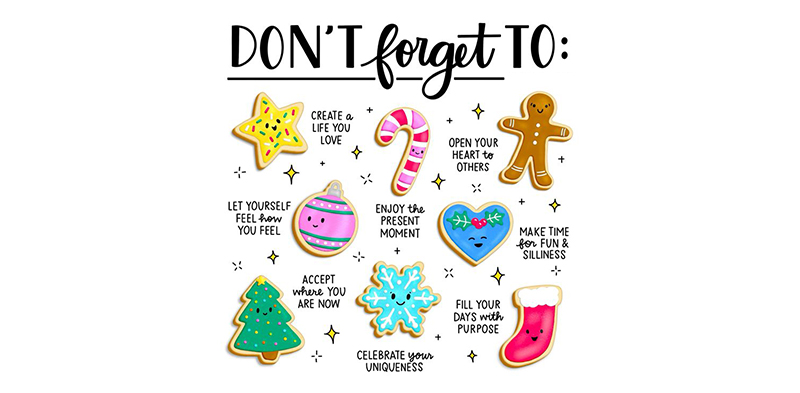 DON'T forget TO:
CREATE a
LIFE YOU
LOVE
OPEN YOUR
HEART to
OTHERS
LET YOURSELF
FEEL how
YOU FEEL
ENJOY the
PRESENT
MOMENT
MAKE TIME
for FUN &
SILLINESS
ACCEPT
where YOU
ARE NOW
FILL YOUR
DAYS with
PURPOSE
CELEBRATE your
UNIQUENESS